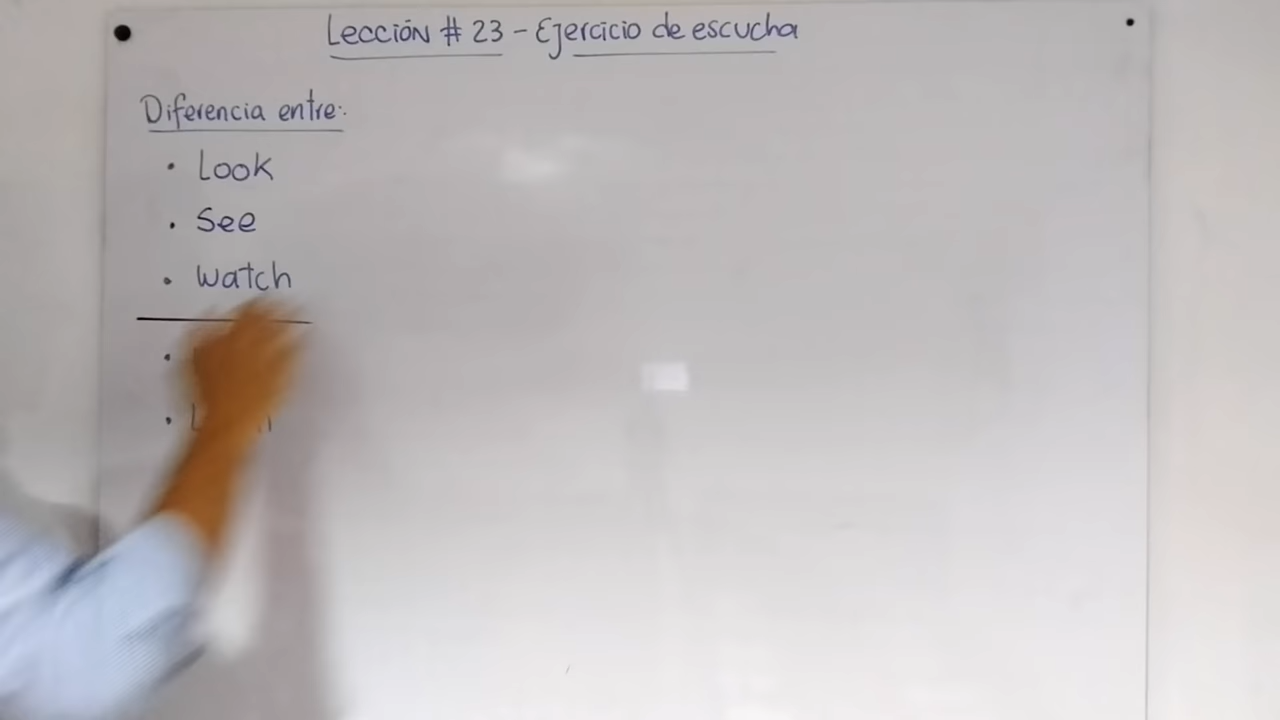 Lección # 23 - Ejercicio de escucha
Diferencia entre:
• Look
• See
• Watch